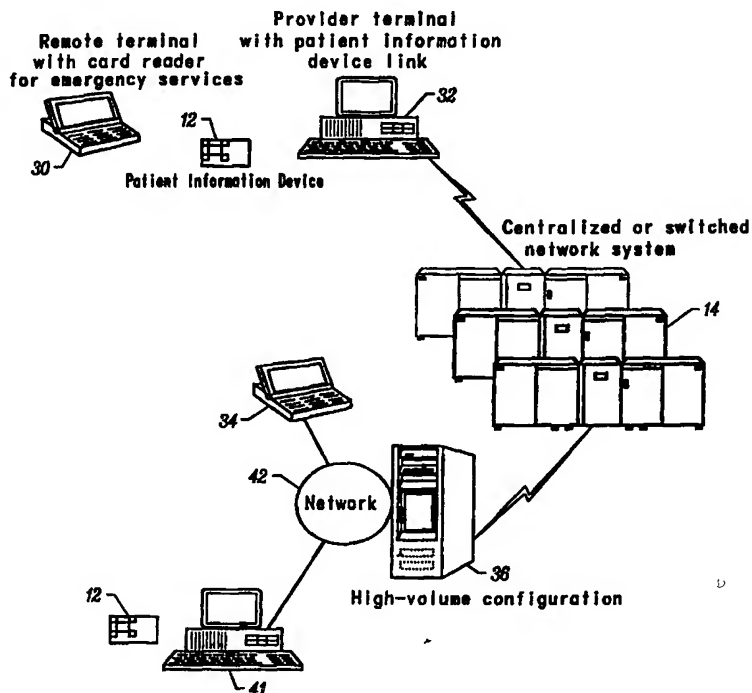 Provider terminal
with patient information
device link
Remote terminal
with card reader
for emergency services
32
12
30
Patient Information Device
Centralized or switched
network system
14
34
42
Network
36
High-volume configuration
12
41